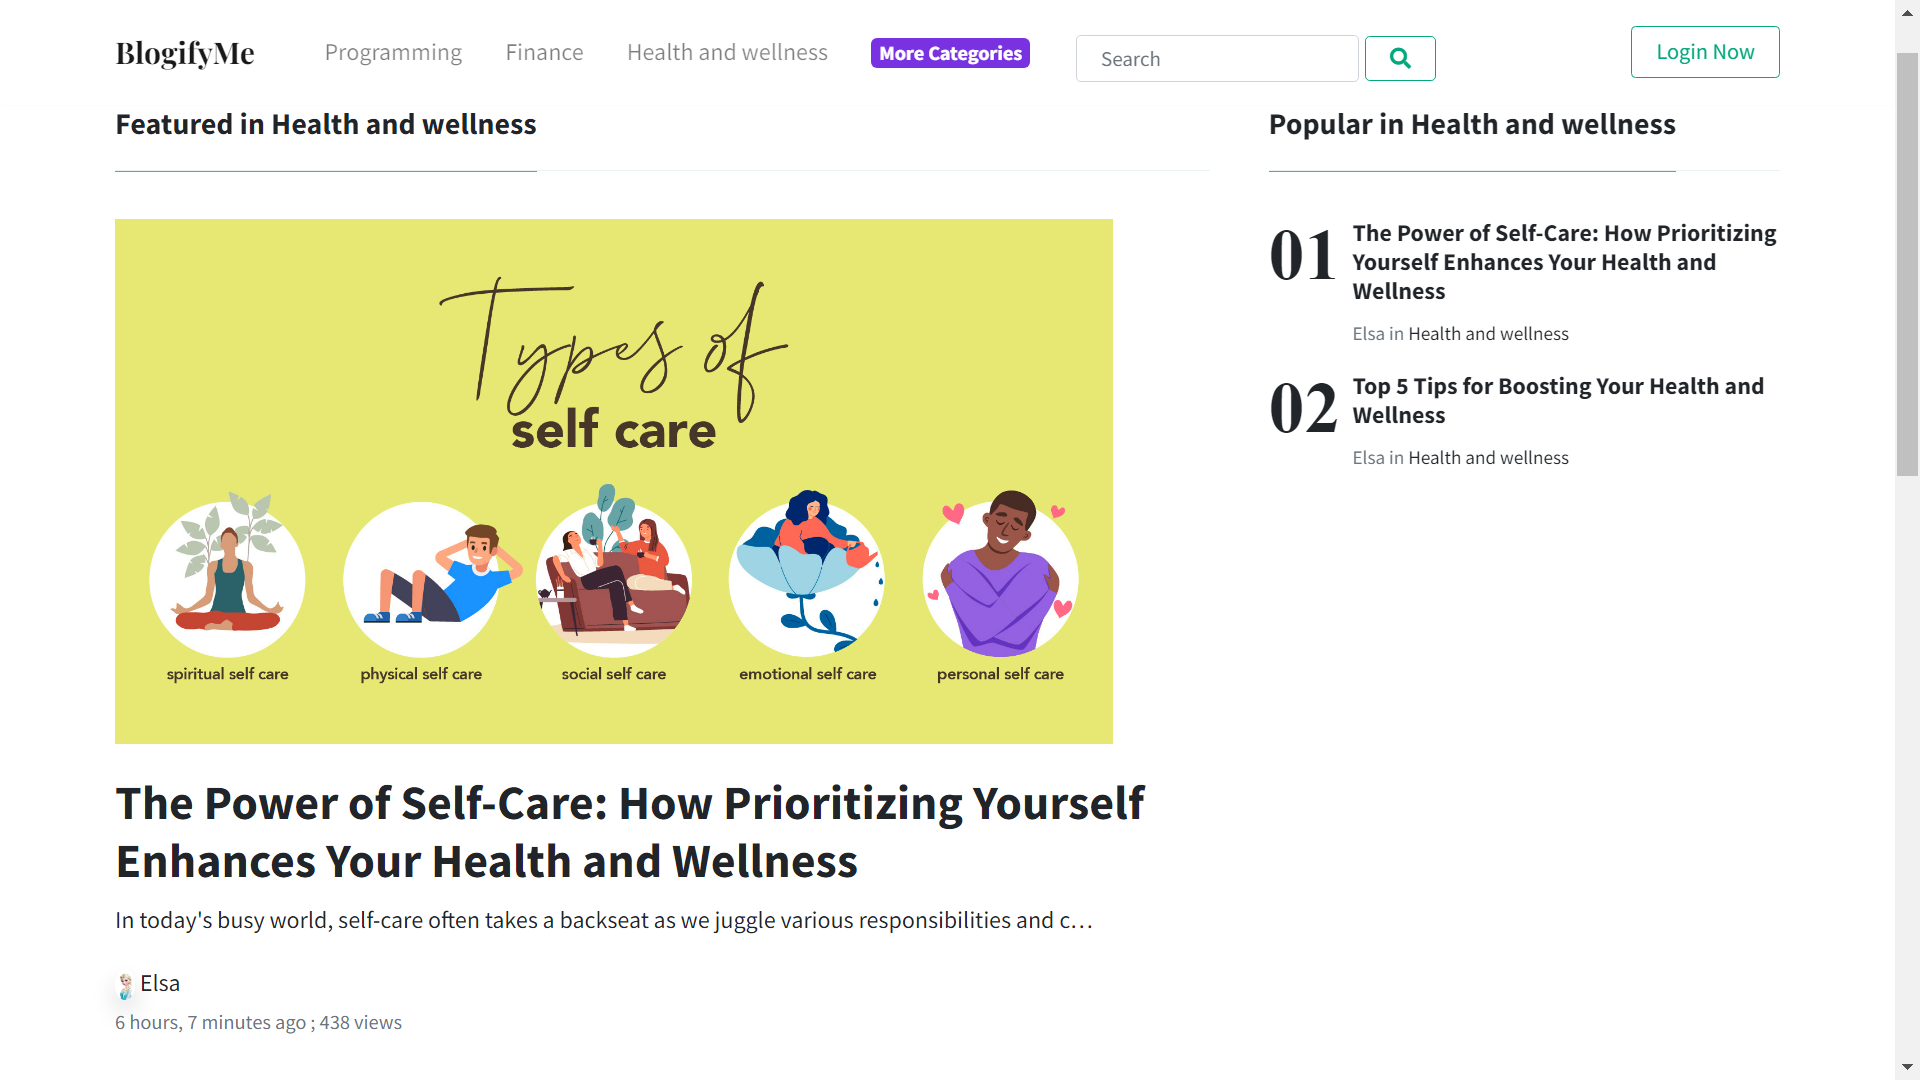 BlogifyMe
Programming
Finance
Health and wellness
More Categories
Search
Login Now
Featured in Health and wellness
Types of
self care
spiritual self care
physical self care
social self care
emotional self care
personal self care
The Power of Self-Care: How Prioritizing Yourself
Enhances Your Health and Wellness
In today's busy world, self-care often takes a backseat as we juggle various responsibilities and c…
Elsa
6 hours, 7 minutes ago ; 438 views
Popular in Health and wellness
01
The Power of Self-Care: How Prioritizing
Yourself Enhances Your Health and
Wellness
Elsa in Health and wellness
02
Top 5 Tips for Boosting Your Health and
Wellness
Elsa in Health and wellness